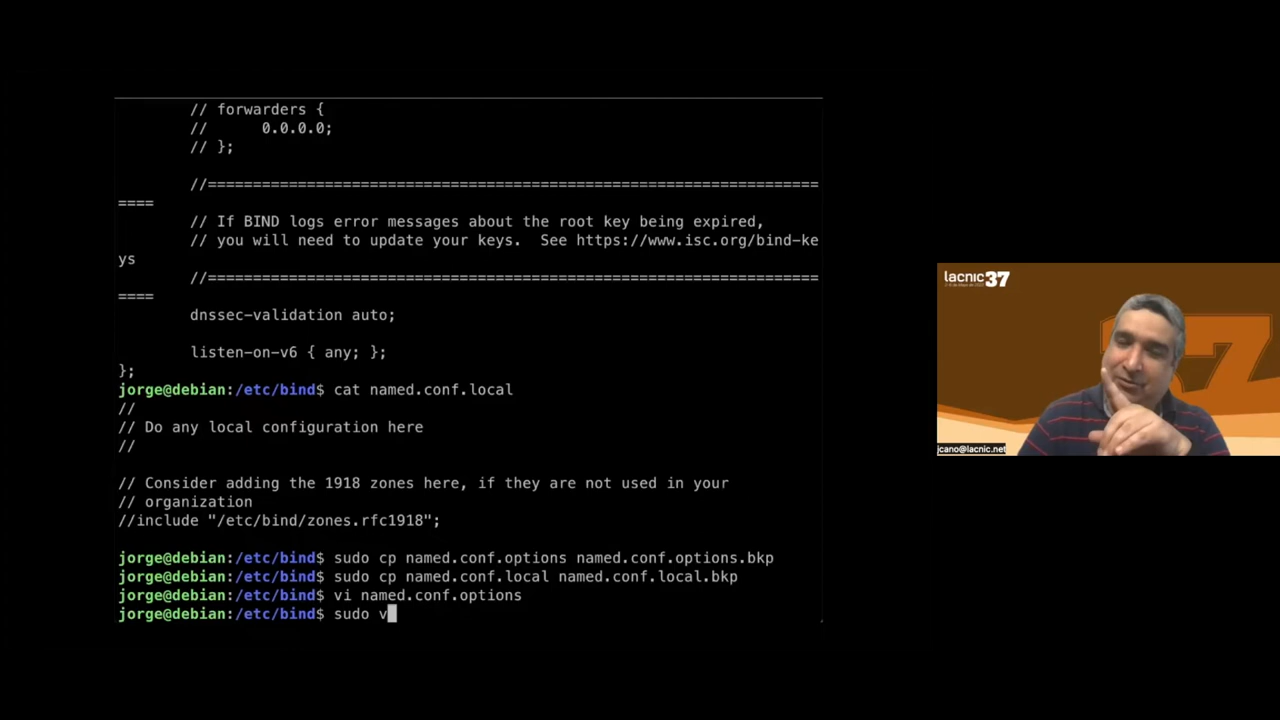 // forwarders {
//      0.0.0.0;
// };
//====================================================================
====
// If BIND logs error messages about the root key being expired,
// you will need to update your keys.  See https://www.isc.org/bind-ke
ys
//====================================================================
====
dnssec-validation auto;
listen-on-v6 { any; };
};
jorge@debian:/etc/bind$ cat named.conf.local
//
// Do any local configuration here
//
// Consider adding the 1918 zones here, if they are not used in your
// organization
//include "/etc/bind/zones.rfc1918";
jorge@debian:/etc/bind$ sudo cp named.conf.options named.conf.options.bkp
jorge@debian:/etc/bind$ sudo cp named.conf.local named.conf.local.bkp
jorge@debian:/etc/bind$ vi named.conf.options
jorge@debian:/etc/bind$ sudo v
lacnic 37
37
jcano@lacnic.net